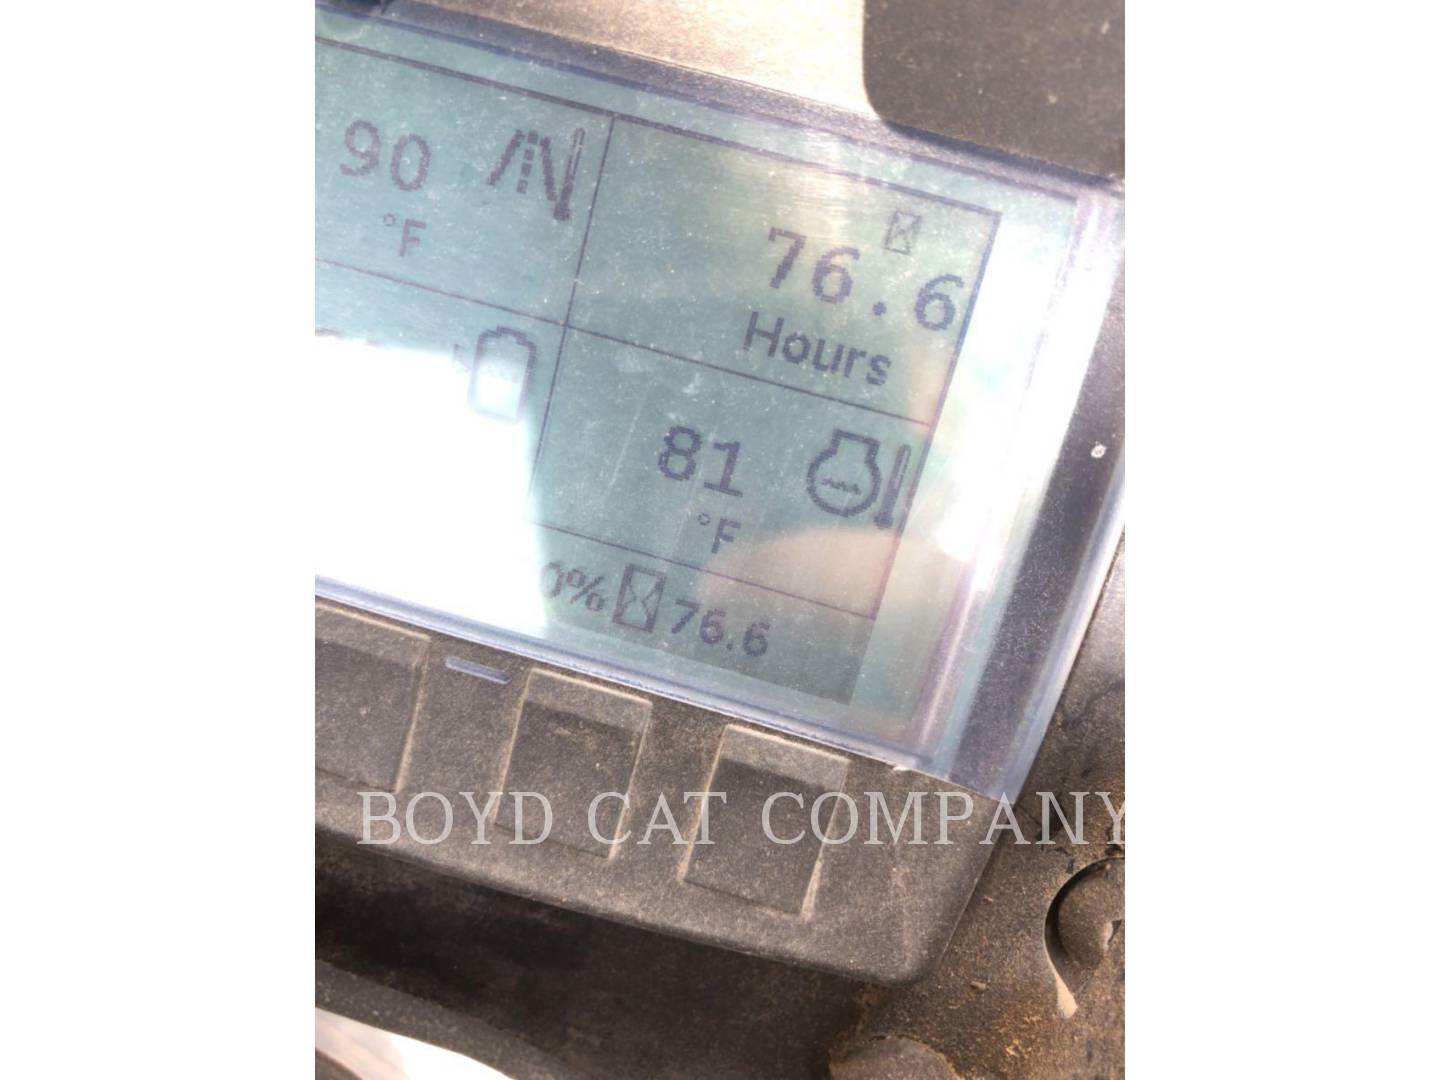 90
°F
76.6
Hours
81
°F
0% 76.6
BOYD CAT COMPANY